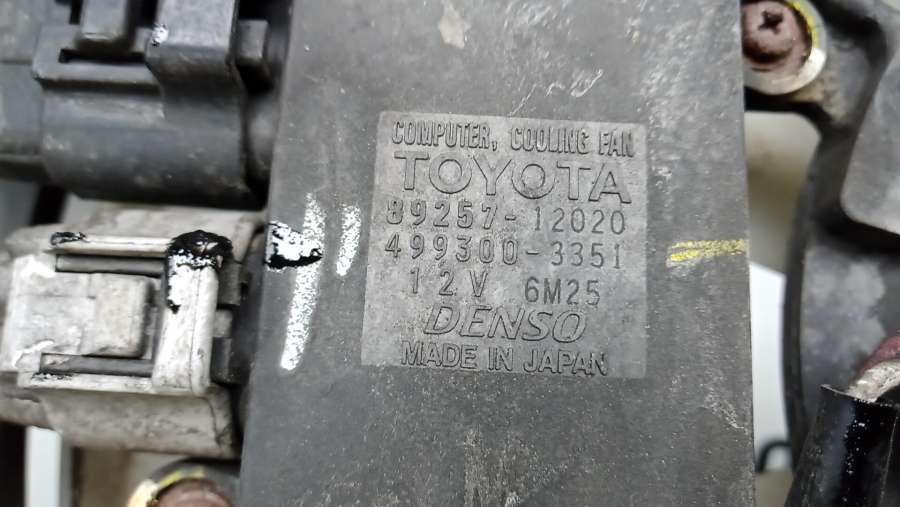 COMPUTER, COOLING FAN
TOYOTA
89257-12020
499300-3351
12V 6M25
DENSO
MADE IN JAPAN